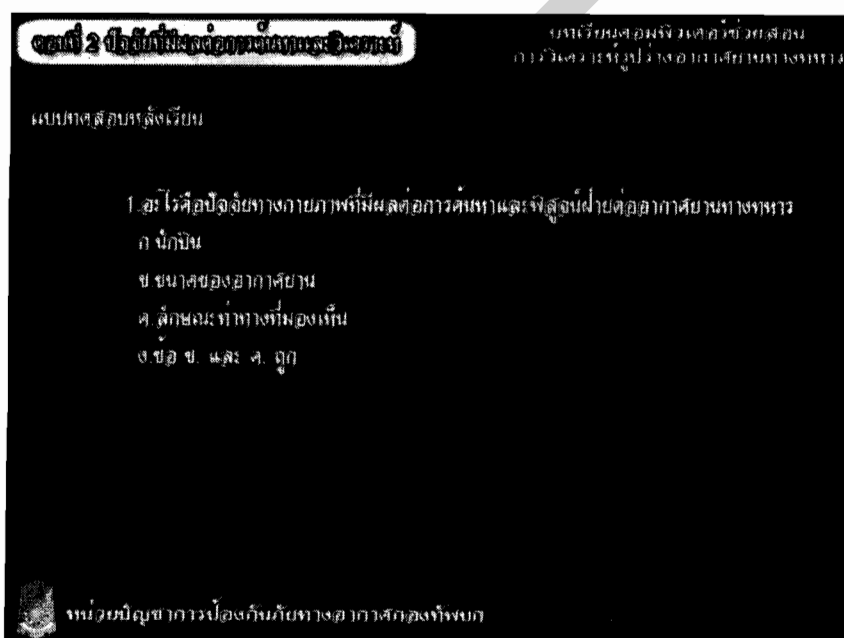 ตอนที่ 2 ปัจจัยที่มีผลต่อการค้นหาและวิเคราะห์
บทเรียนคอมพิวเตอร์ช่วยสอน
การวิเคราะห์รูปร่างอากาศยานทางทหาร
แบบทดสอบหลังเรียน
1.อะไรคือปัจจัยทางกายภาพที่มีผลต่อการค้นหาและพิสูจน์ฝ่ายต่ออากาศยานทางทหาร
ก นักบิน
ข.ขนาดของอากาศยาน
ค.ลักษณะท่าทางที่มองเห็น
ง.ข้อ ข. และ ค. ถูก
หน่วยบัญชาการป้องกันภัยทางอากาศกองทัพบก